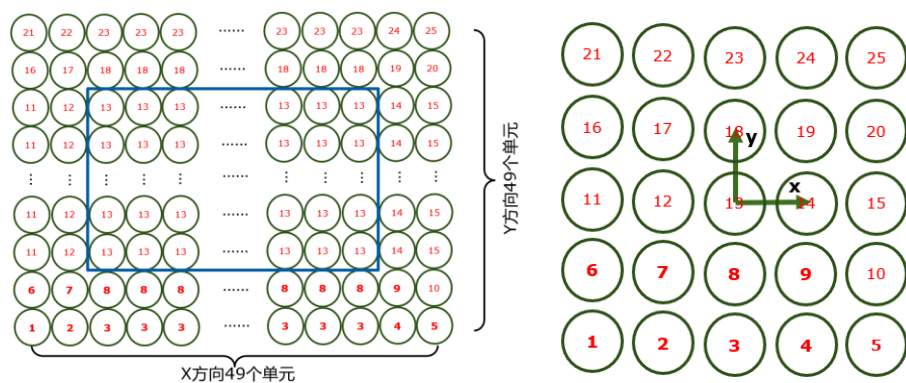 21 22 23 23 23 ...... 23 23 23 24 25
16 17 18 18 18 ...... 18 18 18 19 20
11 12 13 13 13 ...... 13 13 13 14 15
11 12 13 13 13 ...... 13 13 13 14 15
⋮ ⋮ ⋮ ⋮ ⋮ ...... ⋮ ⋮ ⋮ ⋮ ⋮
11 12 13 13 13 ...... 13 13 13 14 15
11 12 13 13 13 ...... 13 13 13 14 15
6 7 8 8 8 ...... 8 8 8 9 10
1 2 3 3 3 ...... 3 3 3 4 5
X方向49个单元
Y方向49个单元
21 22 23 24 25
16 17 18 19 20
y
x
11 12 13 14 15
6 7 8 9 10
1 2 3 4 5